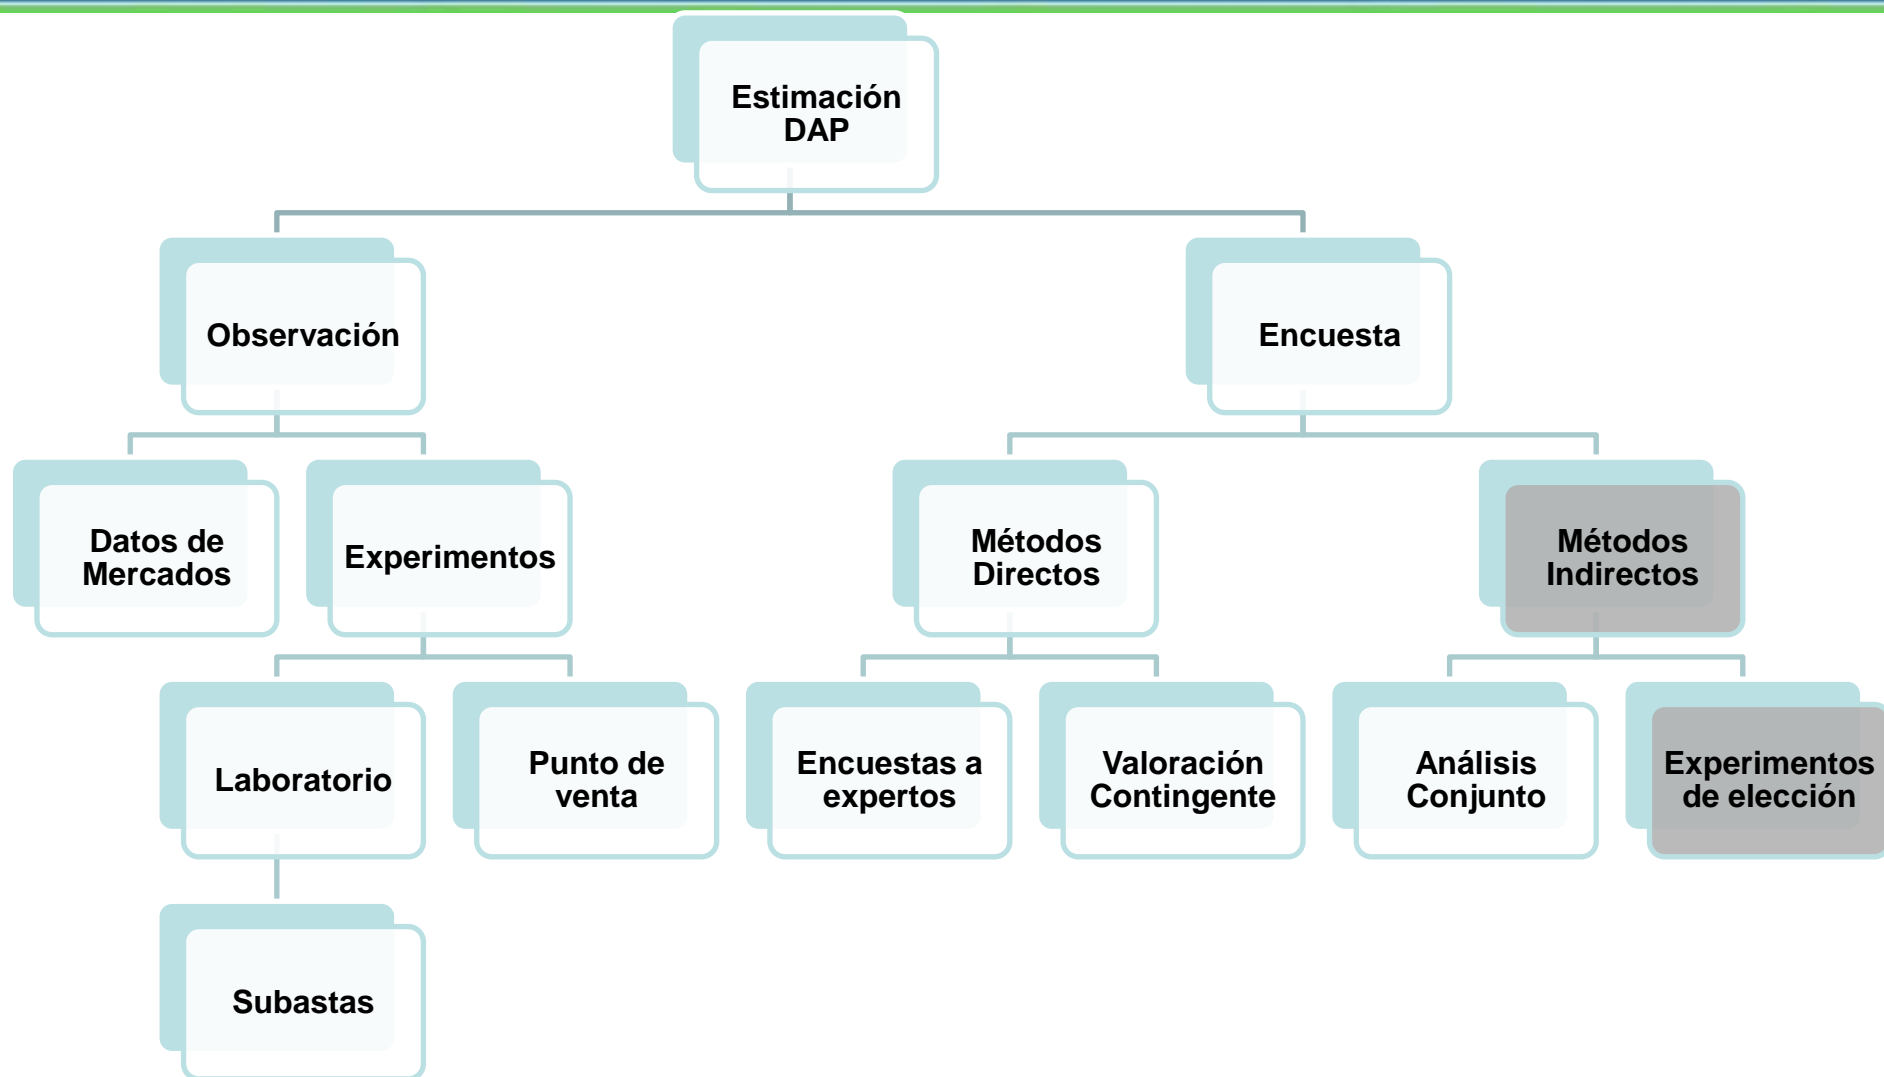 Estimación
DAP
Observación
Encuesta
Datos de
Mercados
Experimentos
Métodos
Directos
Métodos
Indirectos
Laboratorio
Punto de
venta
Encuestas a
expertos
Valoración
Contingente
Análisis
Conjunto
Experimentos
de elección
Subastas